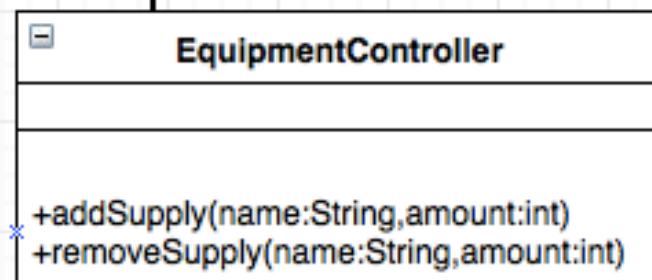 EquipmentController
+addSupply(name:String,amount:int)
+removeSupply(name:String,amount:int)